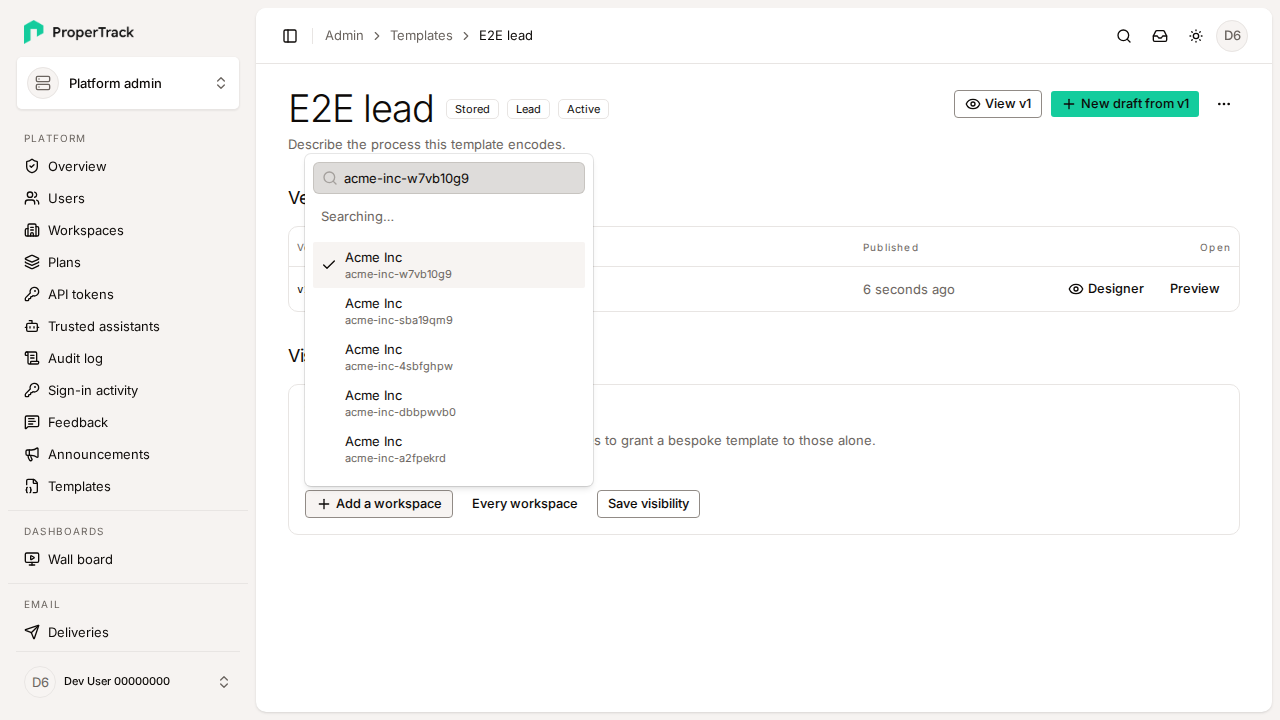 ProperTrack
Platform admin
PLATFORM
Overview
Users
Workspaces
Plans
API tokens
Trusted assistants
Audit log
Sign-in activity
Feedback
Announcements
Templates
DASHBOARDS
Wall board
EMAIL
Deliveries
D6 Dev User 00000000
Admin > Templates > E2E lead
D6
E2E lead Stored Lead Active
View v1 New draft from v1
Describe the process this template encodes.
acme-inc-w7vb10g9
Searching...
Acme Inc
acme-inc-w7vb10g9
Acme Inc
acme-inc-sba19qm9
Acme Inc
acme-inc-4sbfghpw
Acme Inc
acme-inc-dbbpwvb0
Acme Inc
acme-inc-a2fpekrd
Published Open
6 seconds ago Designer Preview
s to grant a bespoke template to those alone.
Add a workspace Every workspace Save visibility